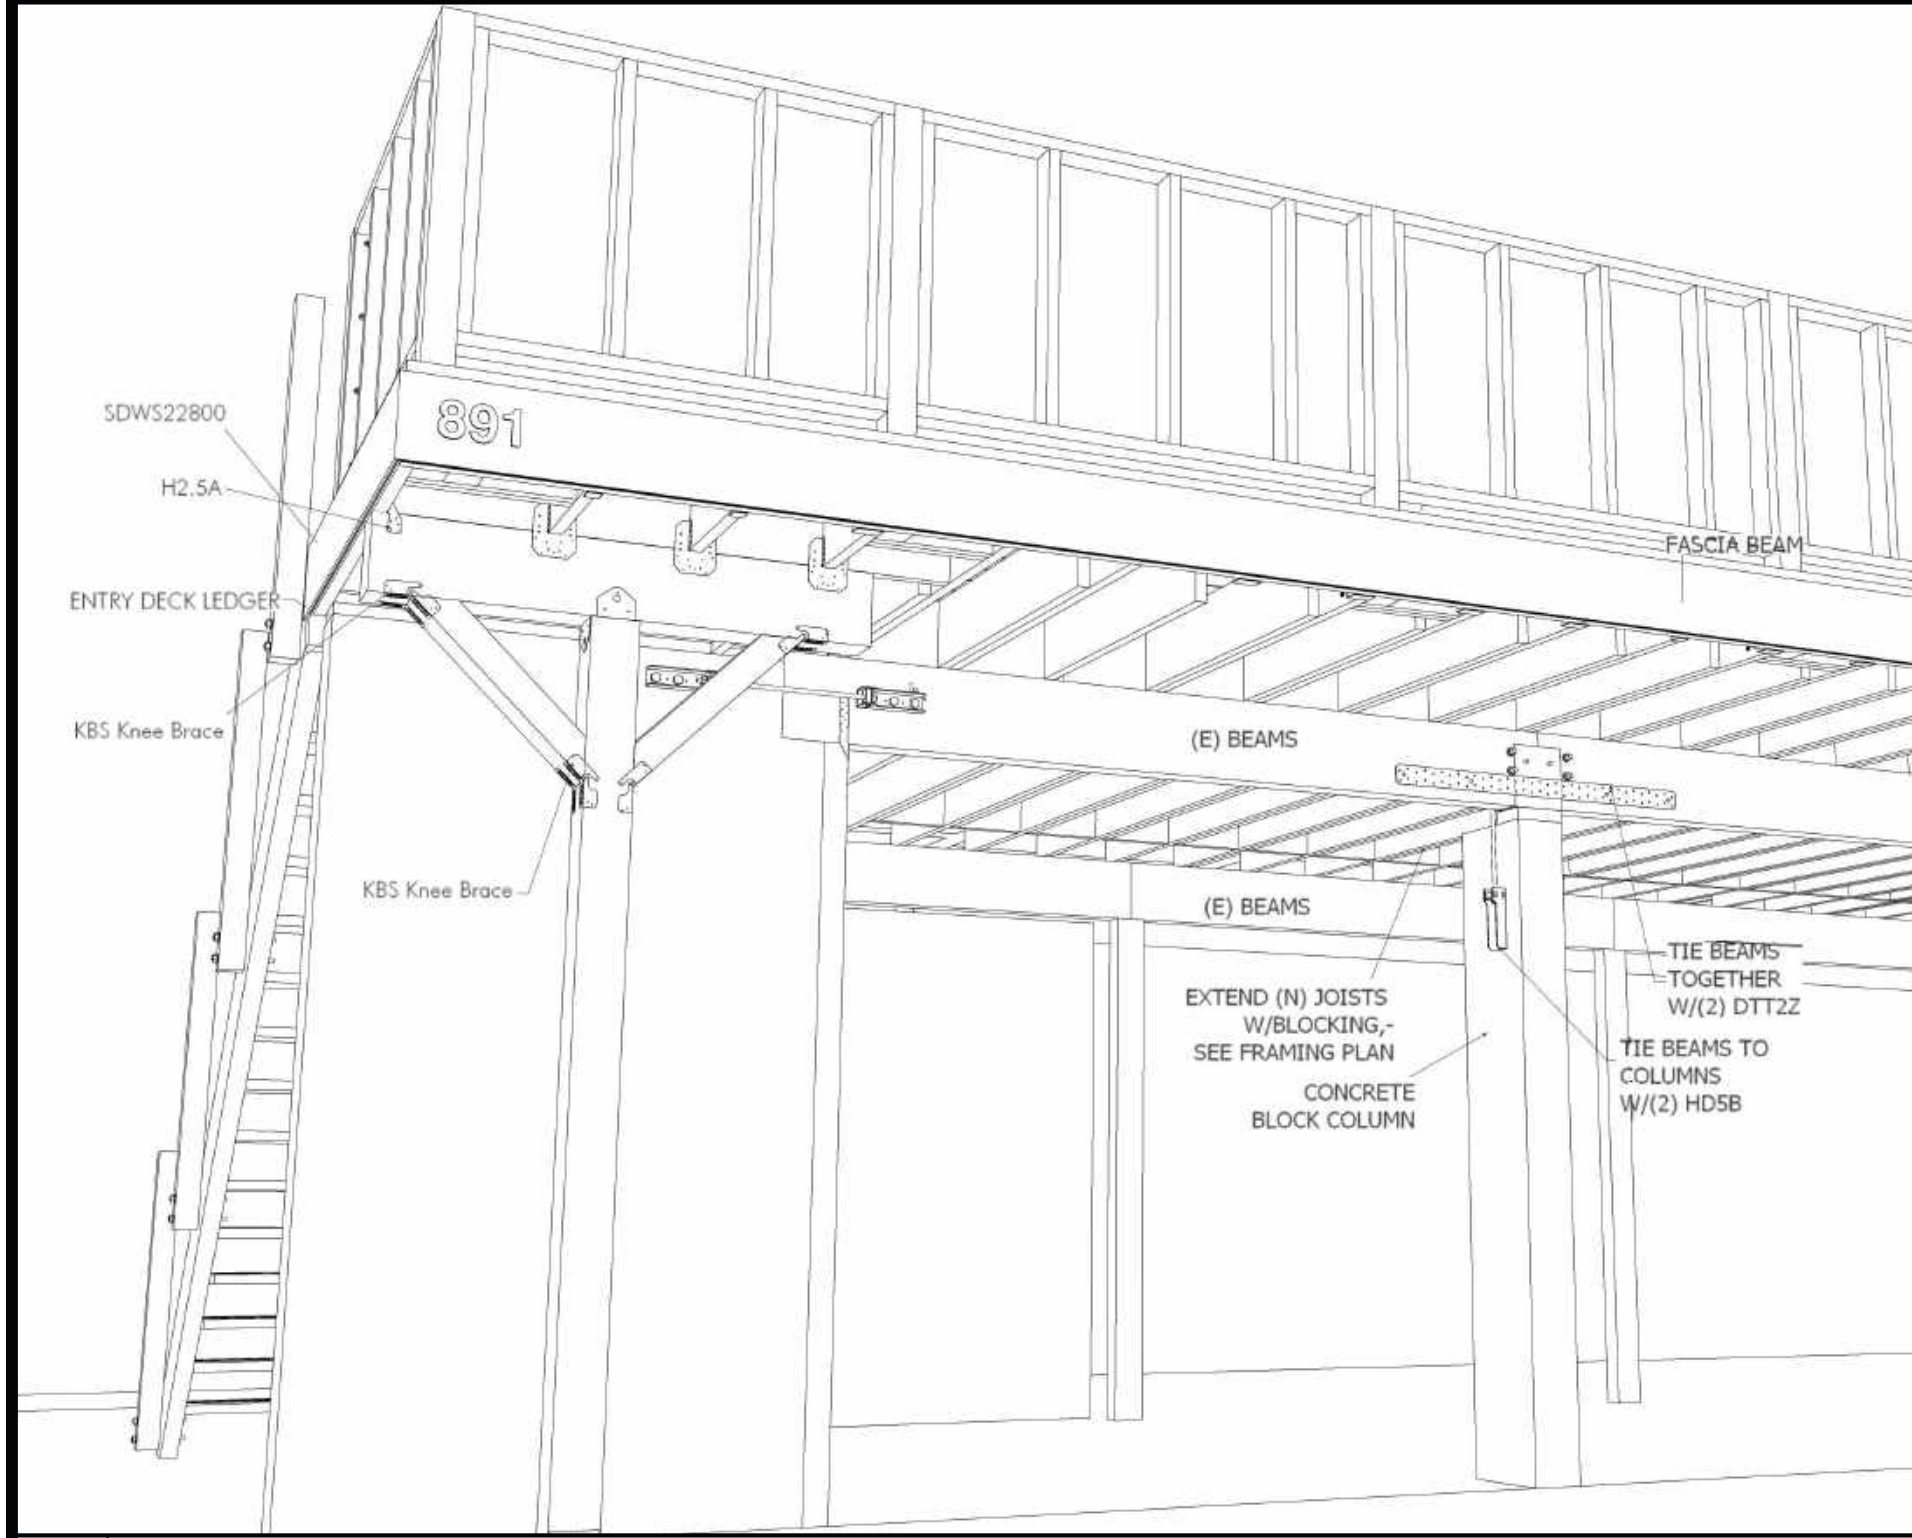 SDWS22800
891
H2.5A
FASCIA BEAM
ENTRY DECK LEDGER
KBS Knee Brace
(E) BEAMS
KBS Knee Brace
(E) BEAMS
EXTEND (N) JOISTS
W/BLOCKING,-
SEE FRAMING PLAN
CONCRETE
BLOCK COLUMN
TIE BEAMS
TOGETHER
W/(2) DTT2Z
TIE BEAMS TO
COLUMNS
W/(2) HD5B